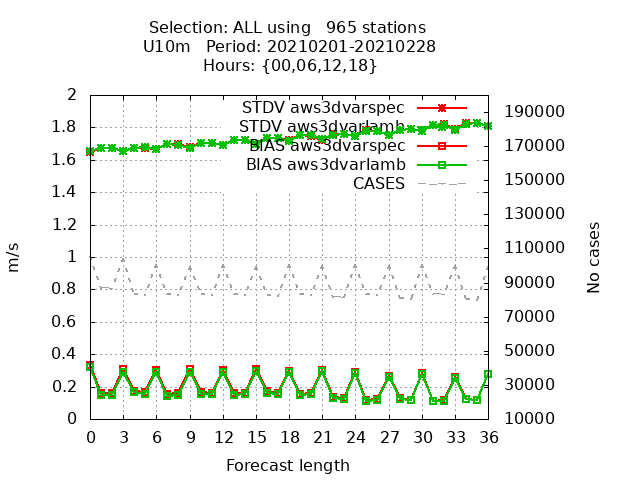 Selection: ALL using 965 stations
U10m Period: 20210201-20210228
Hours: {00,06,12,18}
STDV aws3dvarspec
STDV aws3dvarlamb
BIAS aws3dvarspec
BIAS aws3dvarlamb
CASES
2
1.8
1.6
1.4
1.2
1
0.8
0.6
0.4
0.2
0
m/s
190000
170000
150000
130000
110000
90000
70000
50000
30000
10000
No cases
0 3 6 9 12 15 18 21 24 27 30 33 36
Forecast length